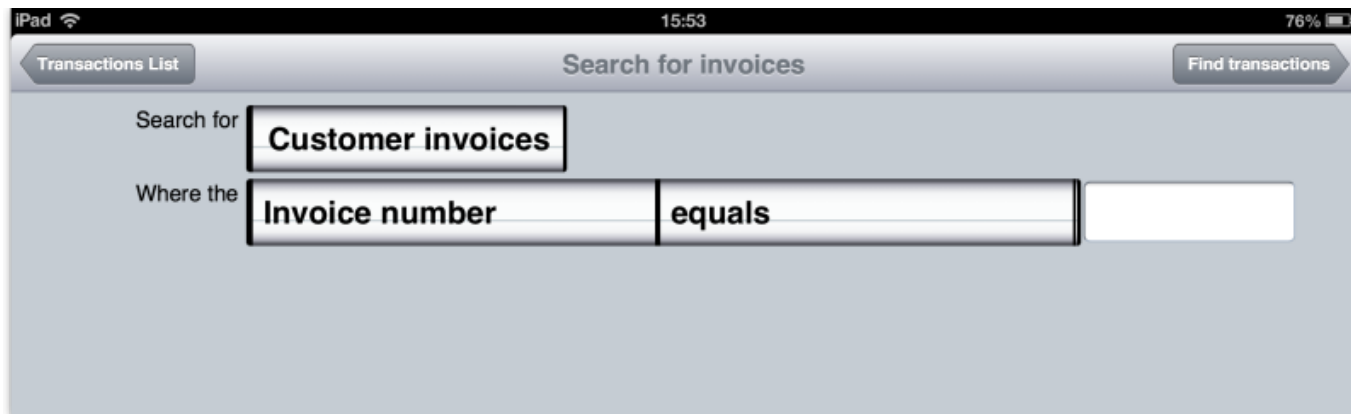 iPad 15:53 76%
Transactions List Search for invoices Find transactions
Search for Customer invoices
Where the Invoice number equals